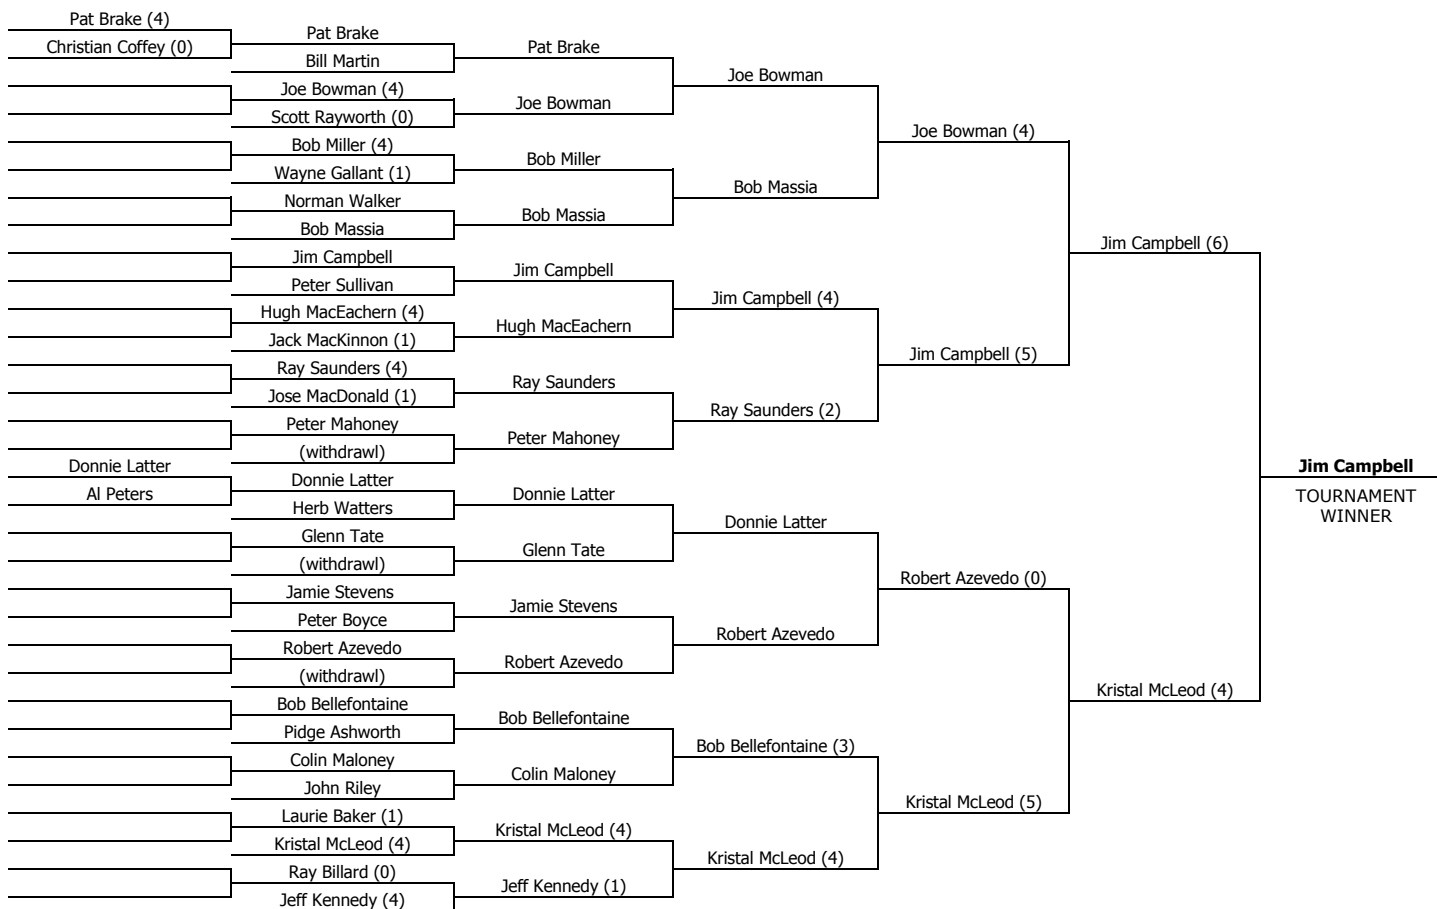 Pat Brake (4)
Christian Coffey (0)
Donnie Latter
Al Peters
Pat Brake
Bill Martin
Joe Bowman (4)
Scott Rayworth (0)
Bob Miller (4)
Wayne Gallant (1)
Norman Walker
Bob Massia
Jim Campbell
Peter Sullivan
Hugh MacEachern (4)
Jack MacKinnon (1)
Ray Saunders (4)
Jose MacDonald (1)
Peter Mahoney
(withdrawl)
Donnie Latter
Herb Watters
Glenn Tate
(withdrawl)
Jamie Stevens
Peter Boyce
Robert Azevedo
(withdrawl)
Bob Bellefontaine
Pidge Ashworth
Colin Maloney
John Riley
Laurie Baker (1)
Kristal McLeod (4)
Ray Billard (0)
Jeff Kennedy (4)
Pat Brake
Joe Bowman
Bob Miller
Bob Massia
Jim Campbell
Hugh MacEachern
Ray Saunders
Peter Mahoney
Donnie Latter
Glenn Tate
Jamie Stevens
Robert Azevedo
Bob Bellefontaine
Colin Maloney
Kristal McLeod (4)
Jeff Kennedy (1)
Joe Bowman
Bob Massia
Jim Campbell (4)
Ray Saunders (2)
Donnie Latter
Robert Azevedo
Bob Bellefontaine (3)
Kristal McLeod (4)
Joe Bowman (4)
Jim Campbell (5)
Robert Azevedo (0)
Kristal McLeod (5)
Jim Campbell (6)
Kristal McLeod (4)
Jim Campbell
TOURNAMENT
WINNER